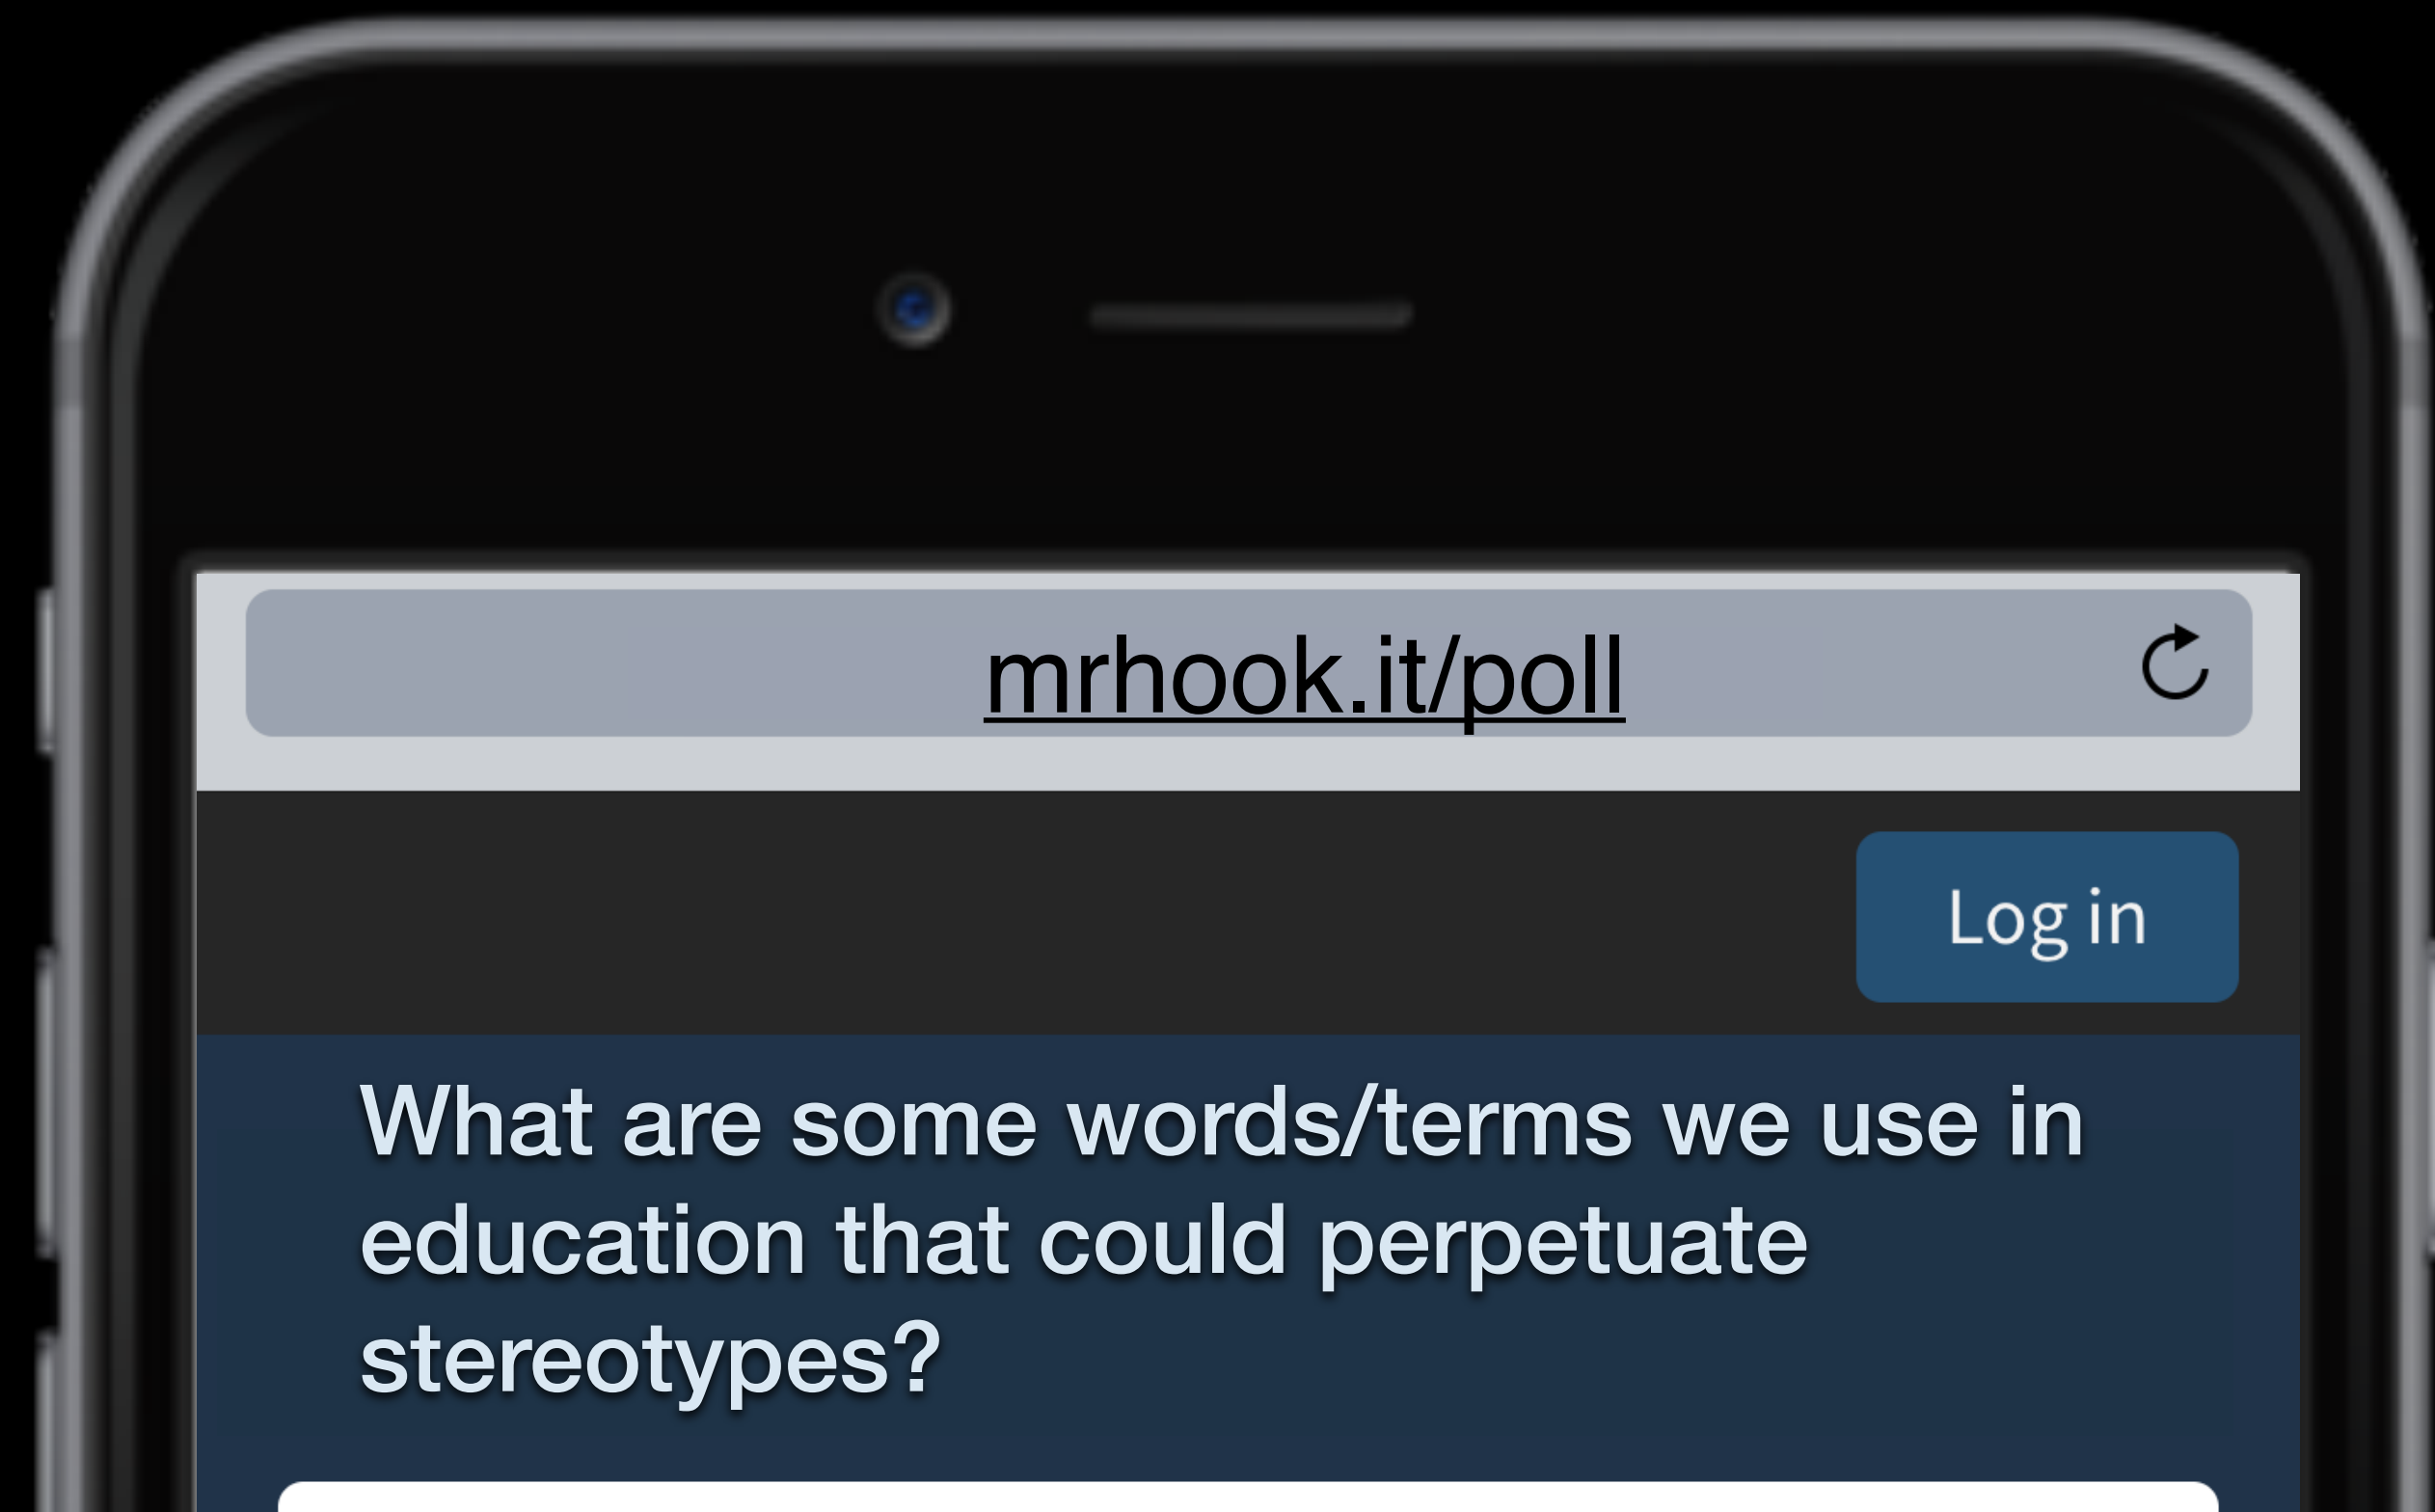 mrhook.it/poll
Log in
What are some words/terms we use in
education that could perpetuate
stereotypes?